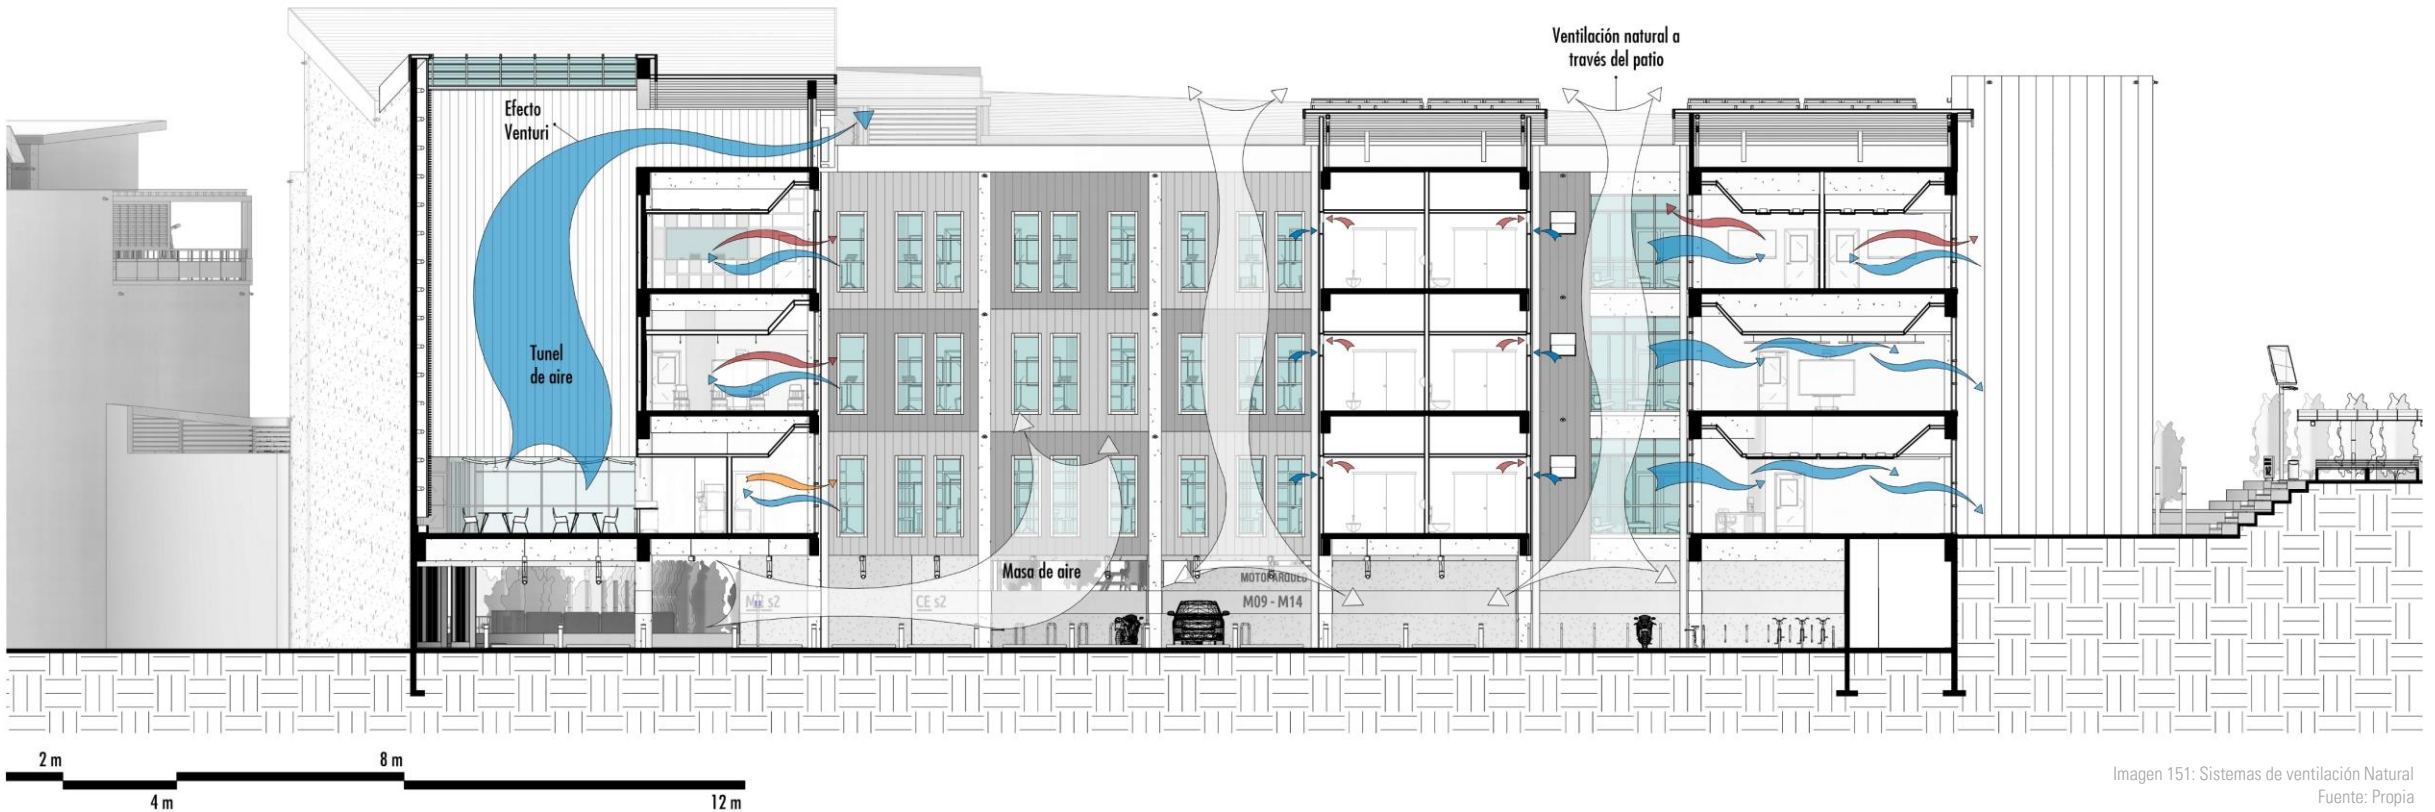 Ventilación natural a
través del patio
Efecto
Venturi
Tunel
de aire
Masa de aire
s2
CE s2
M09 - M14
2 m
8 m
4 m
12 m
Imagen 151: Sistemas de ventilación Natural
Fuente: Propia